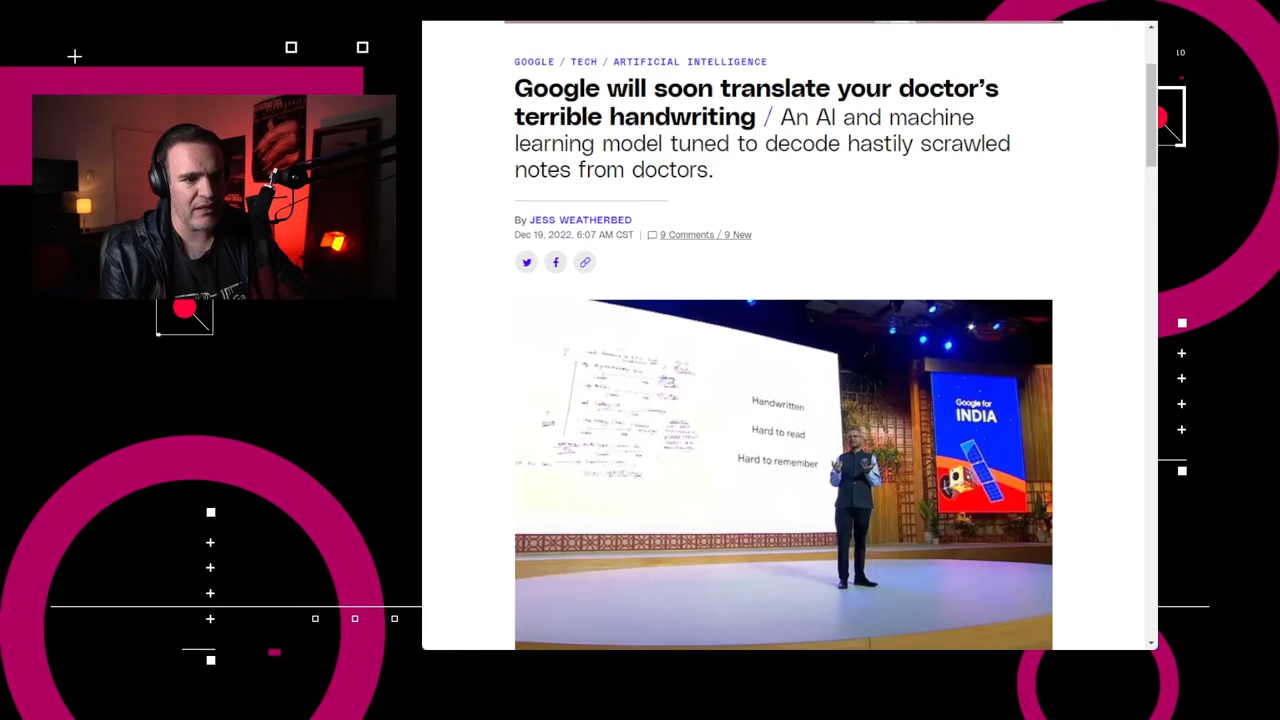 GOOGLE / TECH / ARTIFICIAL INTELLIGENCE
Google will soon translate your doctor's
terrible handwriting / An AI and machine
learning model tuned to decode hastily scrawled
notes from doctors.
By JESS WEATHERBED
Dec 19, 2022, 6:07 AM CST | 9 Comments / 9 New
Handwritten
Hard to read
Hard to remember
Google for
INDIA